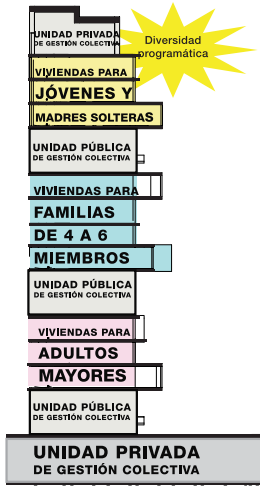 UNIDAD PRIVADA
DE GESTIÓN COLECTIVA
Diversidad
programática
VIVIENDAS PARA
JÓVENES Y
MADRES SOLTERAS
UNIDAD PÚBLICA
DE GESTIÓN COLECTIVA
VIVIENDAS PARA
FAMILIAS
DE 4 A 6
MIEMBROS
UNIDAD PÚBLICA
DE GESTIÓN COLECTIVA
VIVIENDAS PARA
ADULTOS
MAYORES
UNIDAD PÚBLICA
DE GESTIÓN COLECTIVA
UNIDAD PRIVADA
DE GESTIÓN COLECTIVA